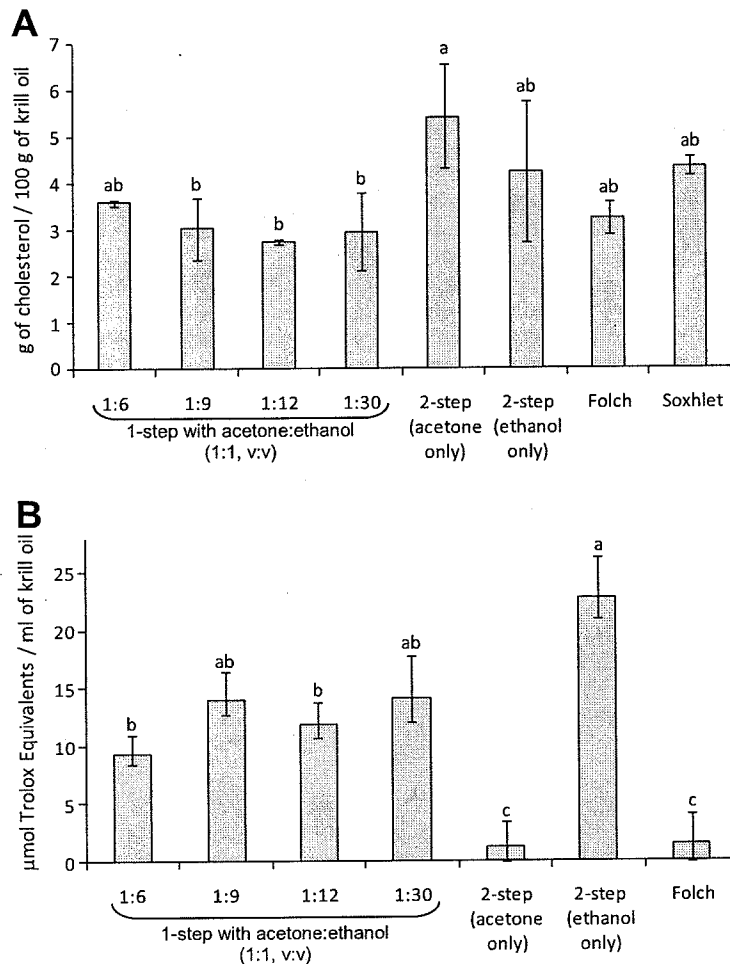 A
g of cholesterol / 100 g of krill oil
7
6
5
4
3
2
1
0
ab
b
b
b
a
ab
ab
ab
1:6
1:9
1:12
1:30
2-step
(acetone
only)
2-step
(ethanol
only)
Folch
Soxhlet
1-step with acetone:ethanol
(1:1, v:v)
B
μmol Trolox Equivalents / ml of krill oil
25
20
15
10
5
0
b
ab
b
ab
c
a
c
1:6
1:9
1:12
1:30
2-step
(acetone
only)
2-step
(ethanol
only)
Folch
1-step with acetone:ethanol
(1:1, v:v)